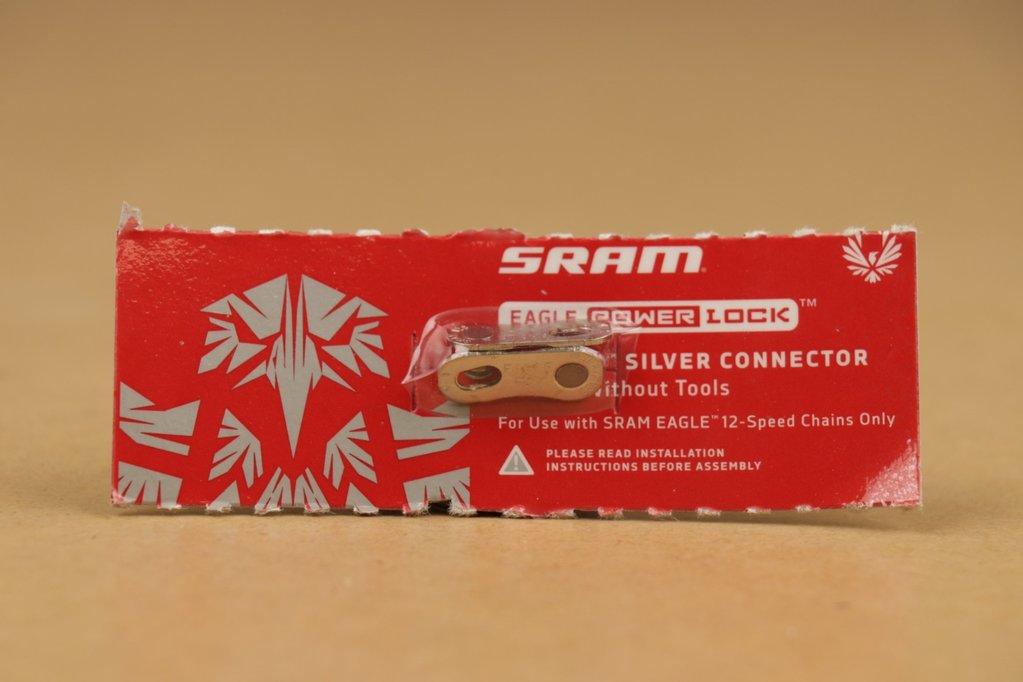 SRAM
EAGLE POWER LOCK™
SILVER CONNECTOR
Without Tools
For Use with SRAM EAGLE™ 12-Speed Chains Only
PLEASE READ INSTALLATION
INSTRUCTIONS BEFORE ASSEMBLY